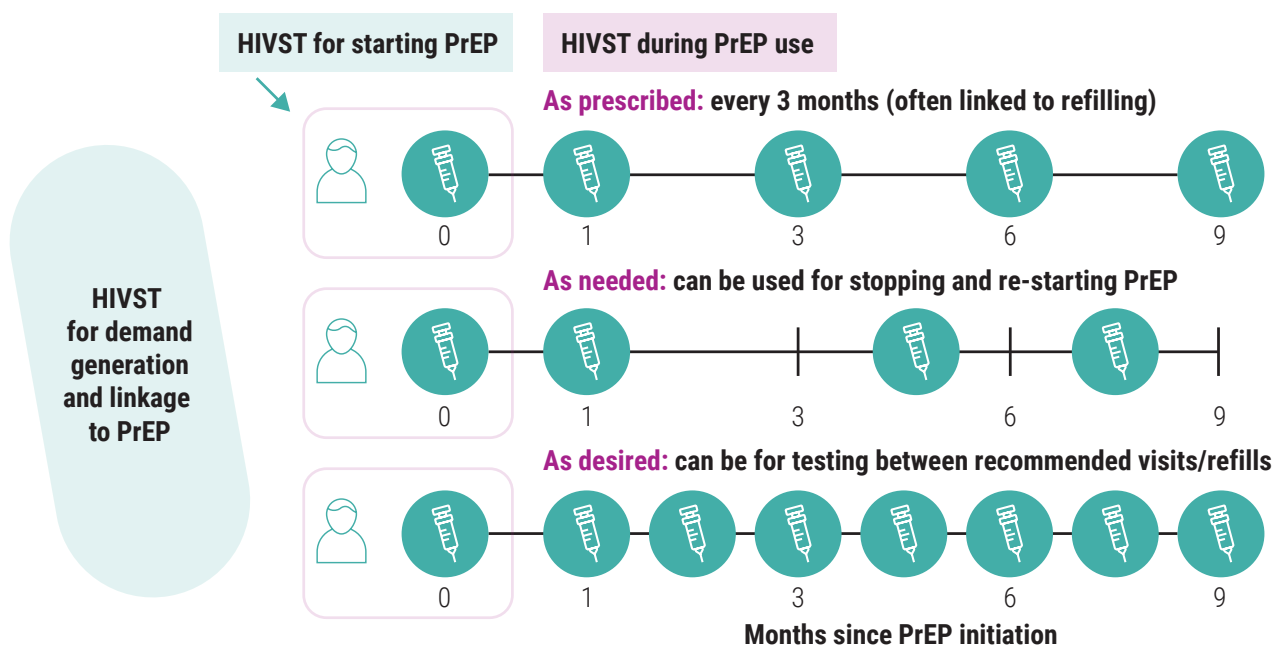 HIVST for starting PrEP
HIVST during PrEP use
HIVST
for demand
generation
and linkage
to PrEP
As prescribed: every 3 months (often linked to refilling)
0 1 3 6 9
As needed: can be used for stopping and re-starting PrEP
0 1 3 6 9
As desired: can be for testing between recommended visits/refills
0 1 3 6 9
Months since PrEP initiation